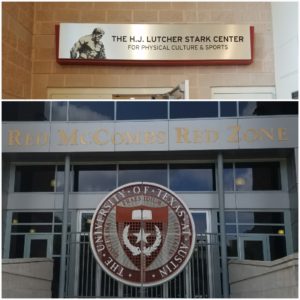 THE H.J. LUTCHER STARK CENTER
FOR PHYSICAL CULTURE & SPORTS
RED MCCOMBS RED ZONE
THE UNIVERSITY OF TEXAS AT AUSTIN